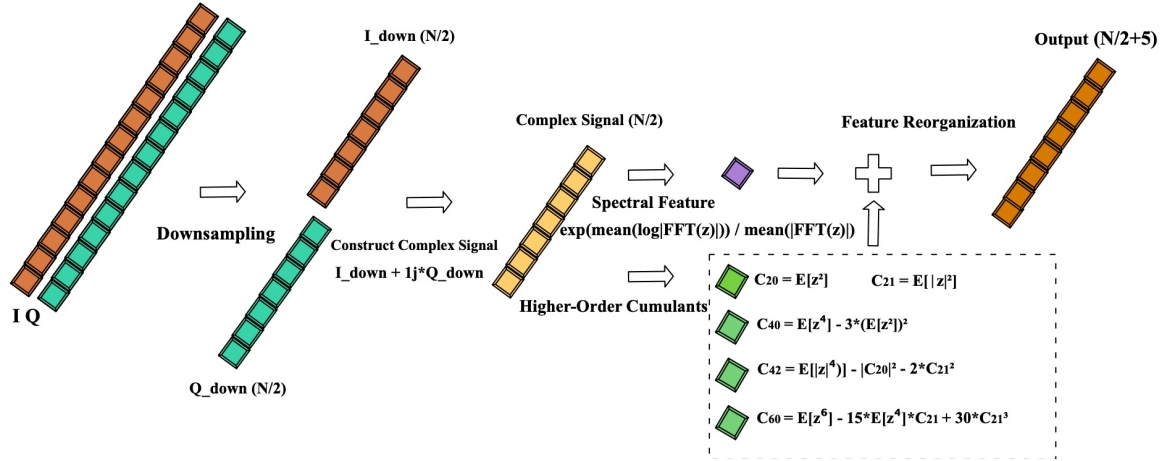 I_down (N/2)
Output (N/2+5)
Complex Signal (N/2)
Feature Reorganization
Downsampling
Spectral Feature
exp(mean(log|FFT(z)|)) / mean(|FFT(z)|)
Construct Complex Signal
I_down + 1j*Q_down
Higher-Order Cumulants
C₂₀ = E[z²]
C₂₁ = E[|z|²]
I Q
C₄₀ = E[z⁴] - 3*(E[z²])²
C₄₂ = E[|z|⁴)] - |C₂₀|² - 2*C₂₁²
Q_down (N/2)
C₆₀ = E[z⁶] - 15*E[z⁴]*C₂₁ + 30*C₂₁³